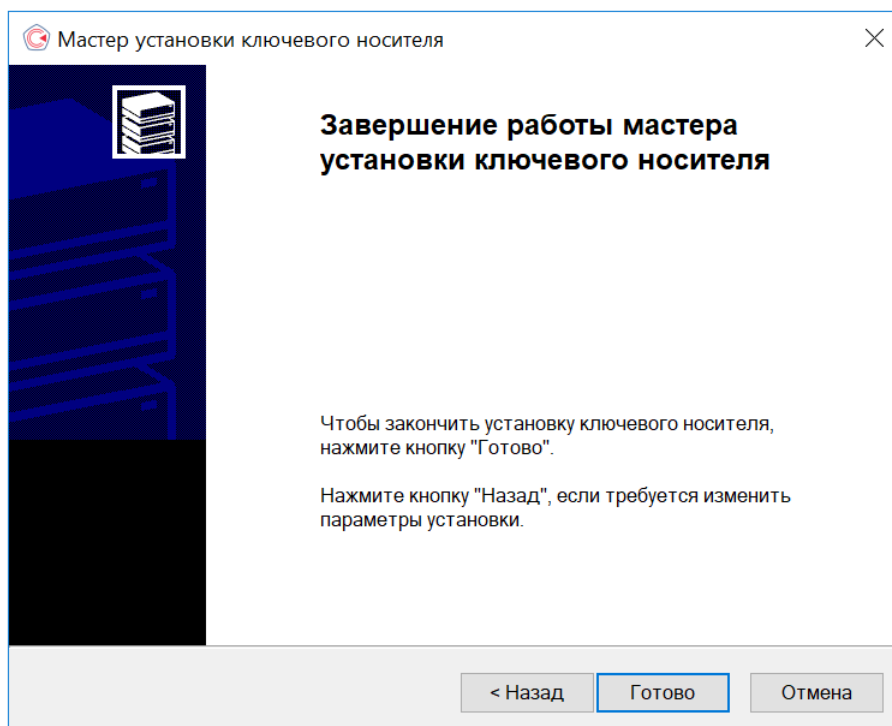 Мастер установки ключевого носителя
Завершение работы мастера
установки ключевого носителя
Чтобы закончить установку ключевого носителя,
нажмите кнопку "Готово".
Нажмите кнопку "Назад", если требуется изменить
параметры установки.
< Назад
Готово
Отмена